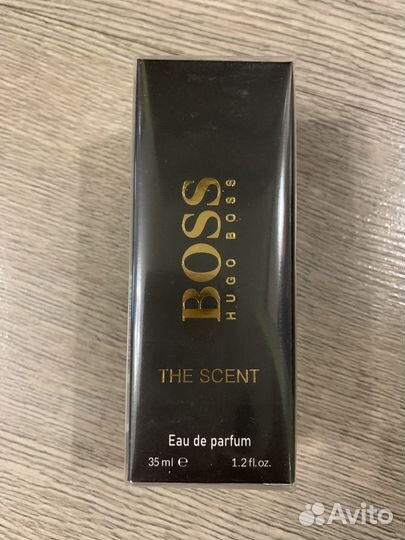 BOSS
HUGO BOSS
THE SCENT
Eau de parfum
35 ml ℮ 1.2 fl.oz.
Avito